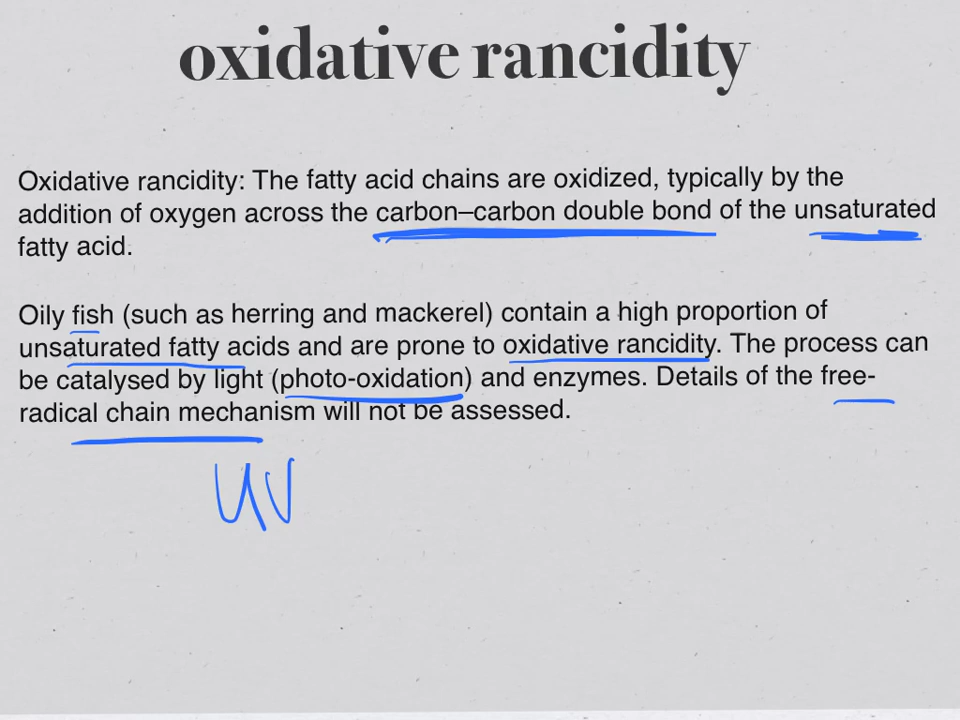 oxidative rancidity
Oxidative rancidity: The fatty acid chains are oxidized, typically by the
addition of oxygen across the carbon–carbon double bond of the unsaturated
fatty acid.
Oily fish (such as herring and mackerel) contain a high proportion of
unsaturated fatty acids and are prone to oxidative rancidity. The process can
be catalysed by light (photo-oxidation) and enzymes. Details of the free-
radical chain mechanism will not be assessed.
UV